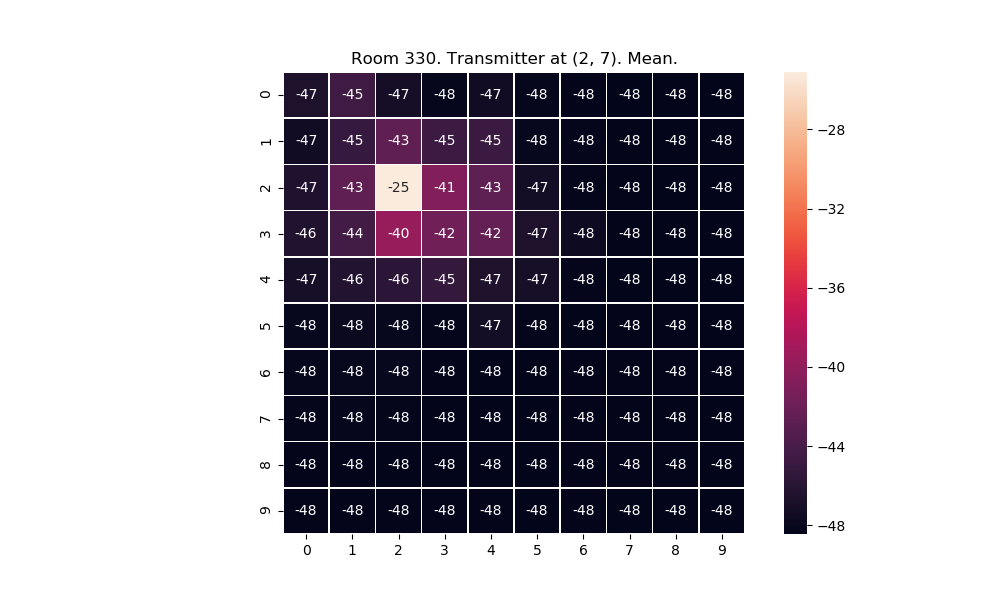 Room 330. Transmitter at (2, 7). Mean.
0 -47 -45 -47 -48 -47 -48 -48 -48 -48 -48
1 -47 -45 -43 -45 -45 -48 -48 -48 -48 -48
−28
2 -47 -43 -25 -41 -43 -47 -48 -48 -48 -48
−32
3 -46 -44 -40 -42 -42 -47 -48 -48 -48 -48
4 -47 -46 -46 -45 -47 -47 -48 -48 -48 -48
−36
5 -48 -48 -48 -48 -47 -48 -48 -48 -48 -48
6 -48 -48 -48 -48 -48 -48 -48 -48 -48 -48
−40
7 -48 -48 -48 -48 -48 -48 -48 -48 -48 -48
−44
8 -48 -48 -48 -48 -48 -48 -48 -48 -48 -48
9 -48 -48 -48 -48 -48 -48 -48 -48 -48 -48
−48
0 1 2 3 4 5 6 7 8 9